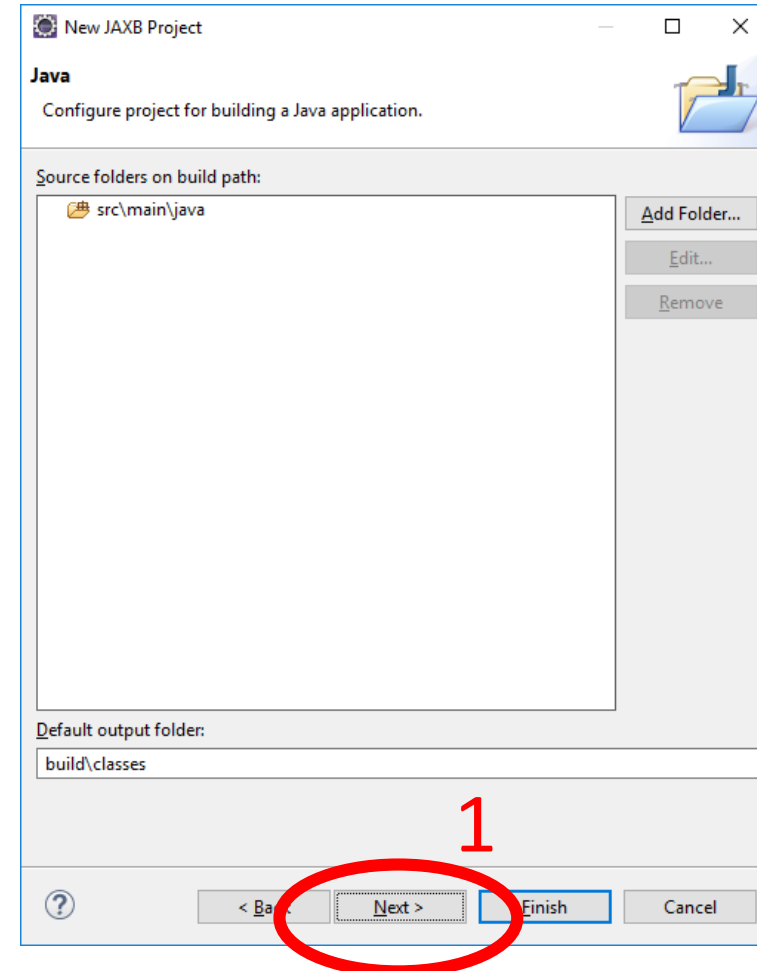 New JAXB Project
Java
Configure project for building a Java application.
Source folders on build path:
src\main\java
Add Folder...
Edit...
Remove
Default output folder:
build\classes
1
?
< Back Next > Finish Cancel